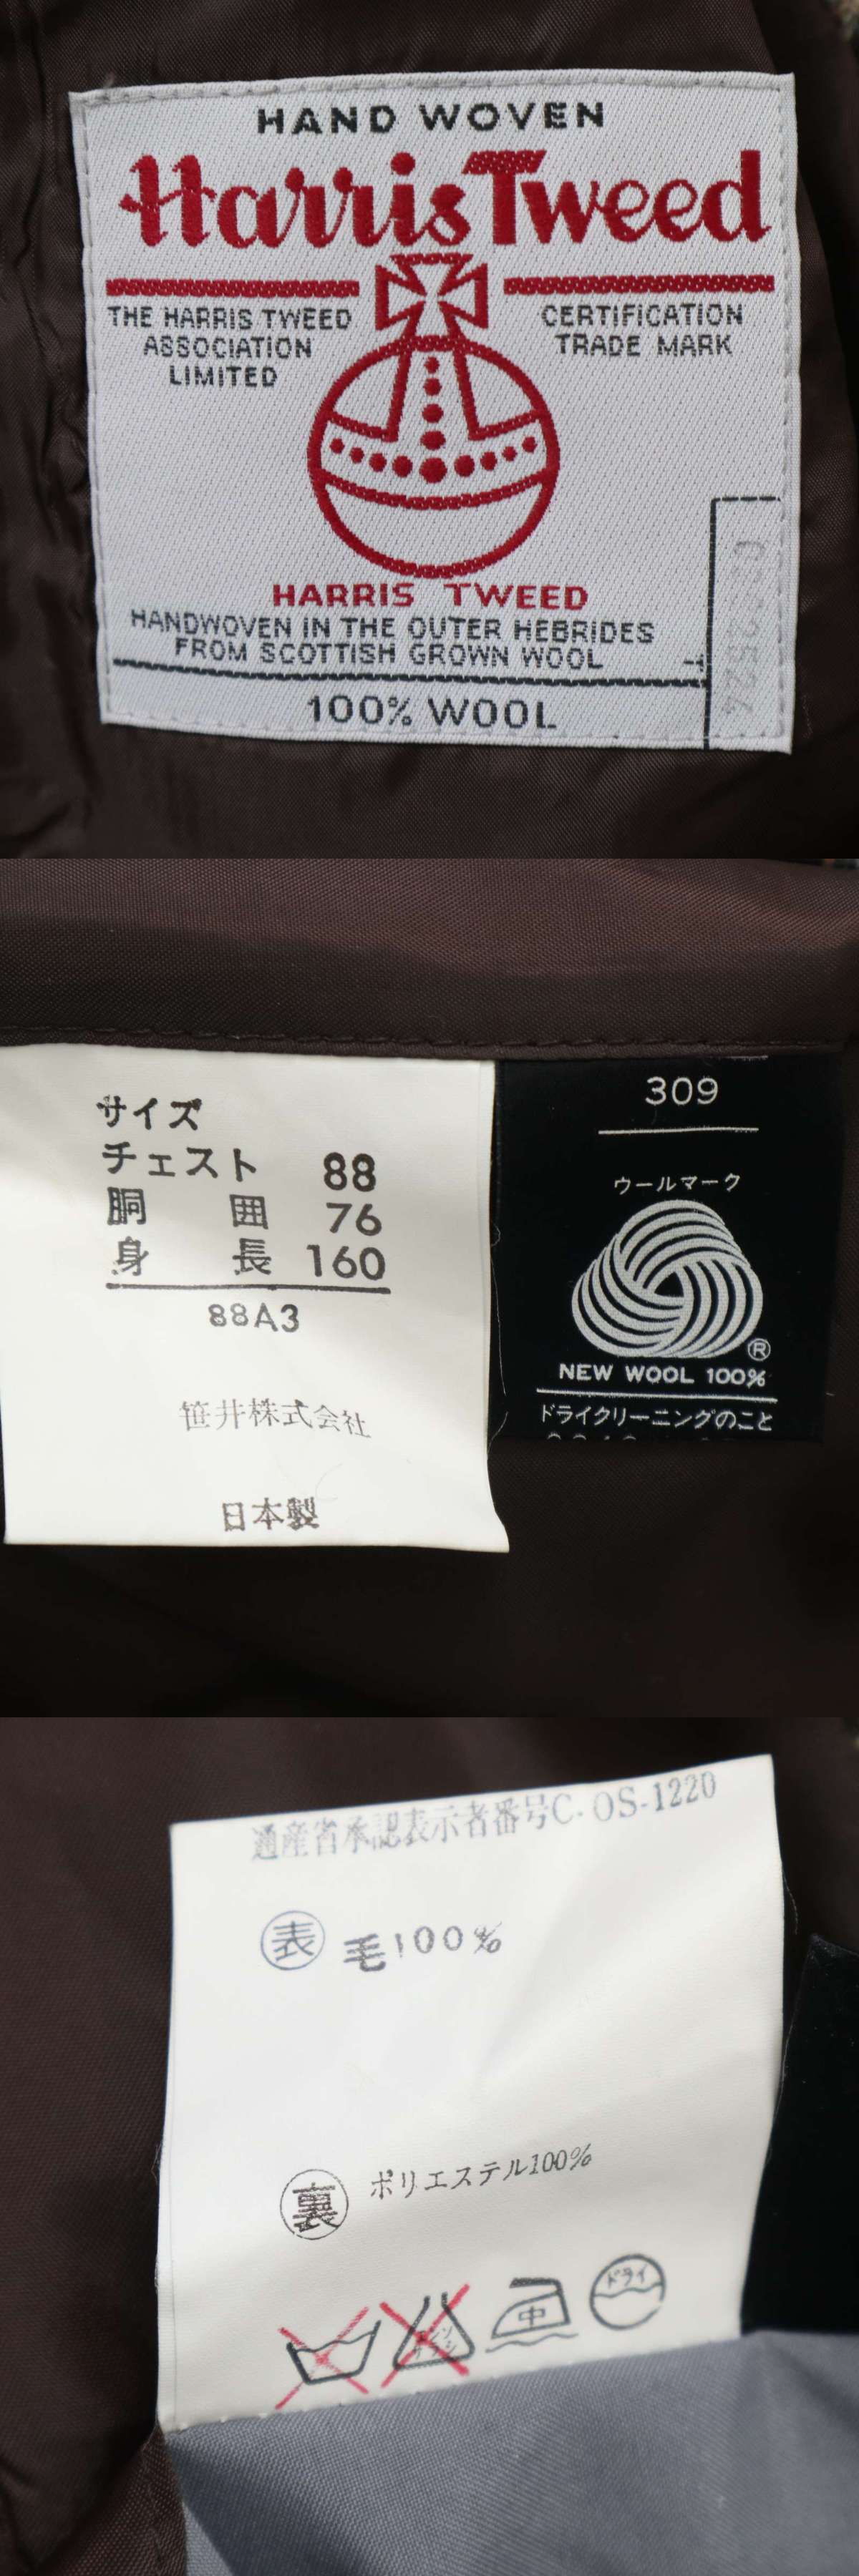 HAND WOVEN
Harris Tweed
THE HARRIS TWEED
ASSOCIATION
LIMITED
CERTIFICATION
TRADE MARK
HARRIS TWEED
HANDWOVEN IN THE OUTER HEBRIDES
FROM SCOTTISH GROWN WOOL
100% WOOL
サイズ
チェスト 88
胴囲 76
身長 160
88A3
笹井株式会社
日本製
309
ウールマーク
®
NEW WOOL 100%
ドライクリーニングのこと
通産省承認表示者番号C-OS-1220
表 毛100%
裏 ポリエステル100%
中
ドライ